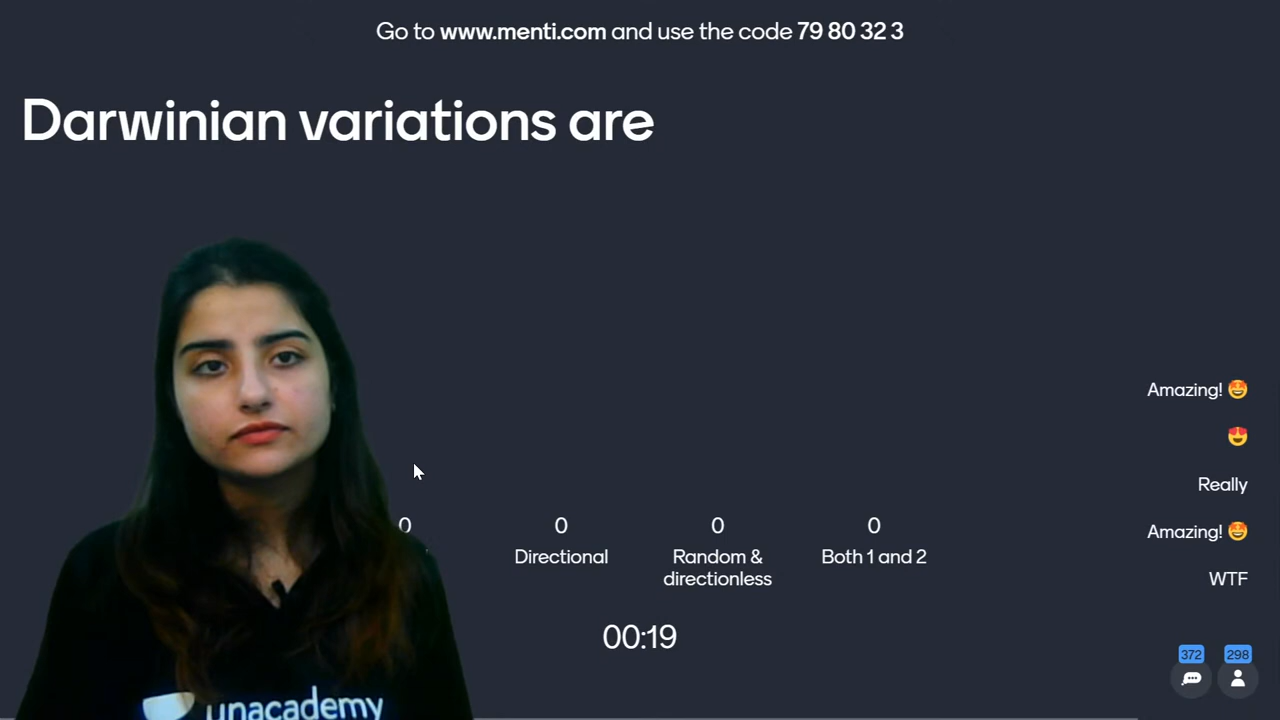 Go to www.menti.com and use the code 79 80 32 3
Darwinian variations are
Amazing! 🤩
😍
Really
Amazing! 🤩
WTF
0 0 0 0
Directional Random & directionless Both 1 and 2
00:19
372 298
unacademy